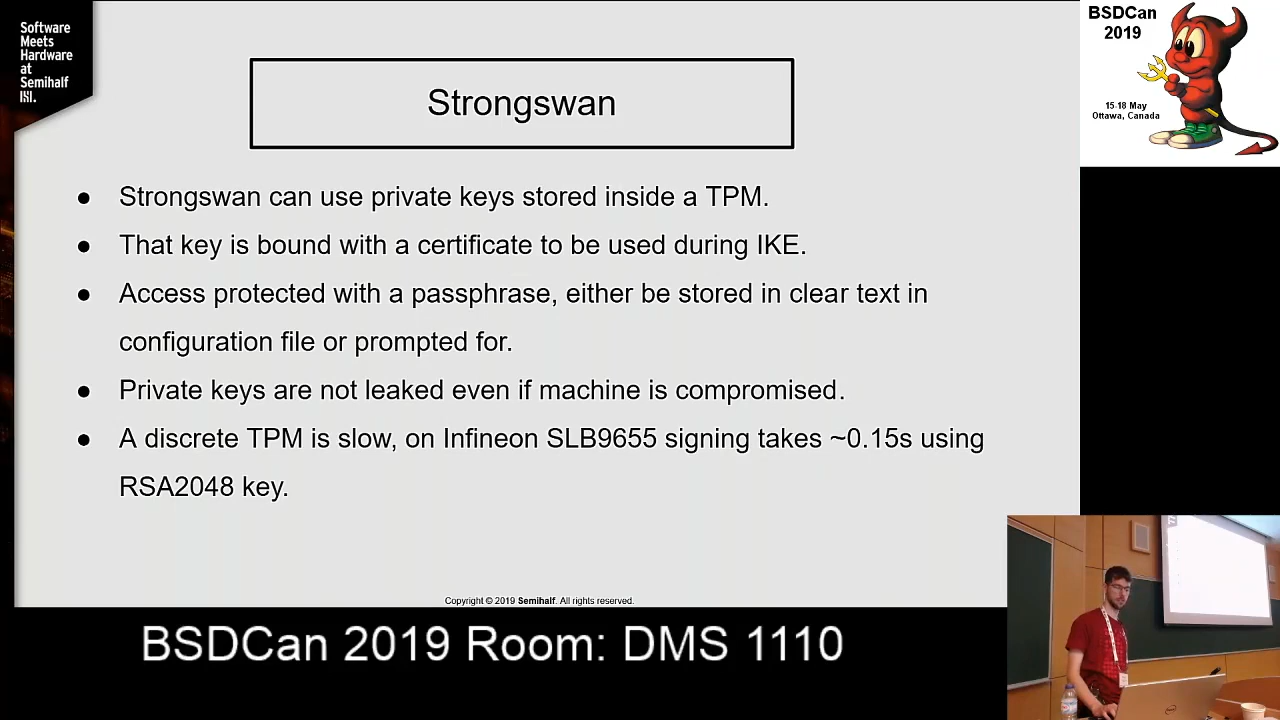 Software
Meets
Hardware
at
Semihalf
BSDCan
2019
15-18 May
Ottawa, Canada
Strongswan
● Strongswan can use private keys stored inside a TPM.
● That key is bound with a certificate to be used during IKE.
● Access protected with a passphrase, either be stored in clear text in
configuration file or prompted for.
● Private keys are not leaked even if machine is compromised.
● A discrete TPM is slow, on Infineon SLB9655 signing takes ~0.15s using
RSA2048 key.
Copyright © 2019 Semihalf. All rights reserved.
BSDCan 2019 Room: DMS 1110